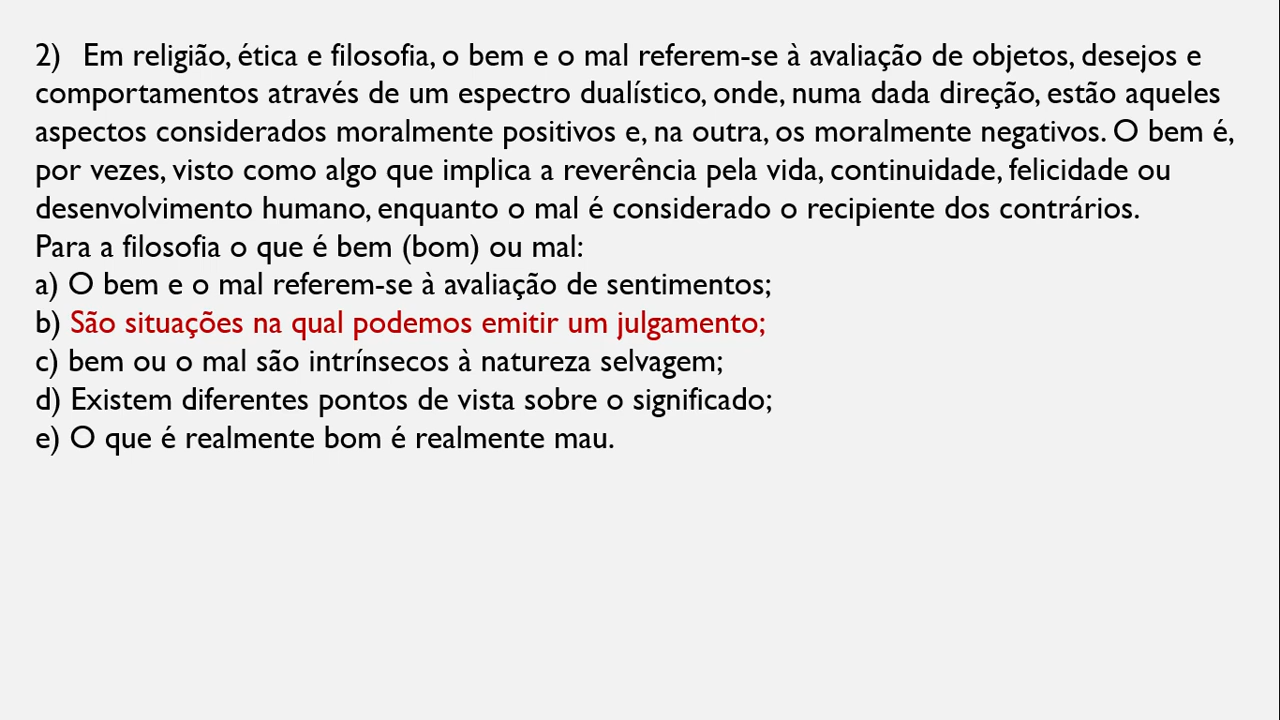 2) Em religião, ética e filosofia, o bem e o mal referem-se à avaliação de objetos, desejos e
comportamentos através de um espectro dualístico, onde, numa dada direção, estão aqueles
aspectos considerados moralmente positivos e, na outra, os moralmente negativos. O bem é,
por vezes, visto como algo que implica a reverência pela vida, continuidade, felicidade ou
desenvolvimento humano, enquanto o mal é considerado o recipiente dos contrários.
Para a filosofia o que é bem (bom) ou mal:
a) O bem e o mal referem-se à avaliação de sentimentos;
b) São situações na qual podemos emitir um julgamento;
c) bem ou o mal são intrínsecos à natureza selvagem;
d) Existem diferentes pontos de vista sobre o significado;
e) O que é realmente bom é realmente mau.